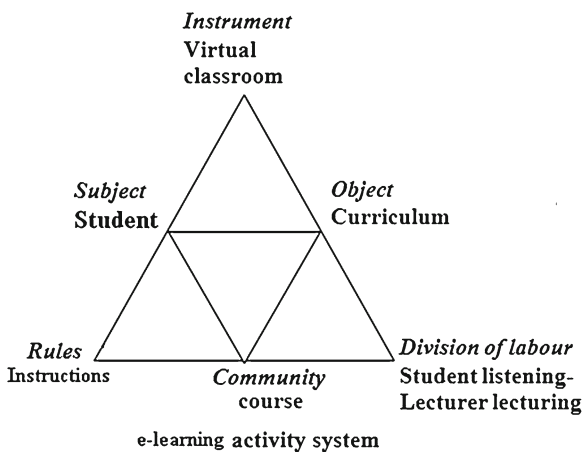 Instrument
Virtual
classroom
Subject
Student
Object
Curriculum
Rules
Instructions
Community
course
Division of labour
Student listening-
Lecturer lecturing
e-learning activity system